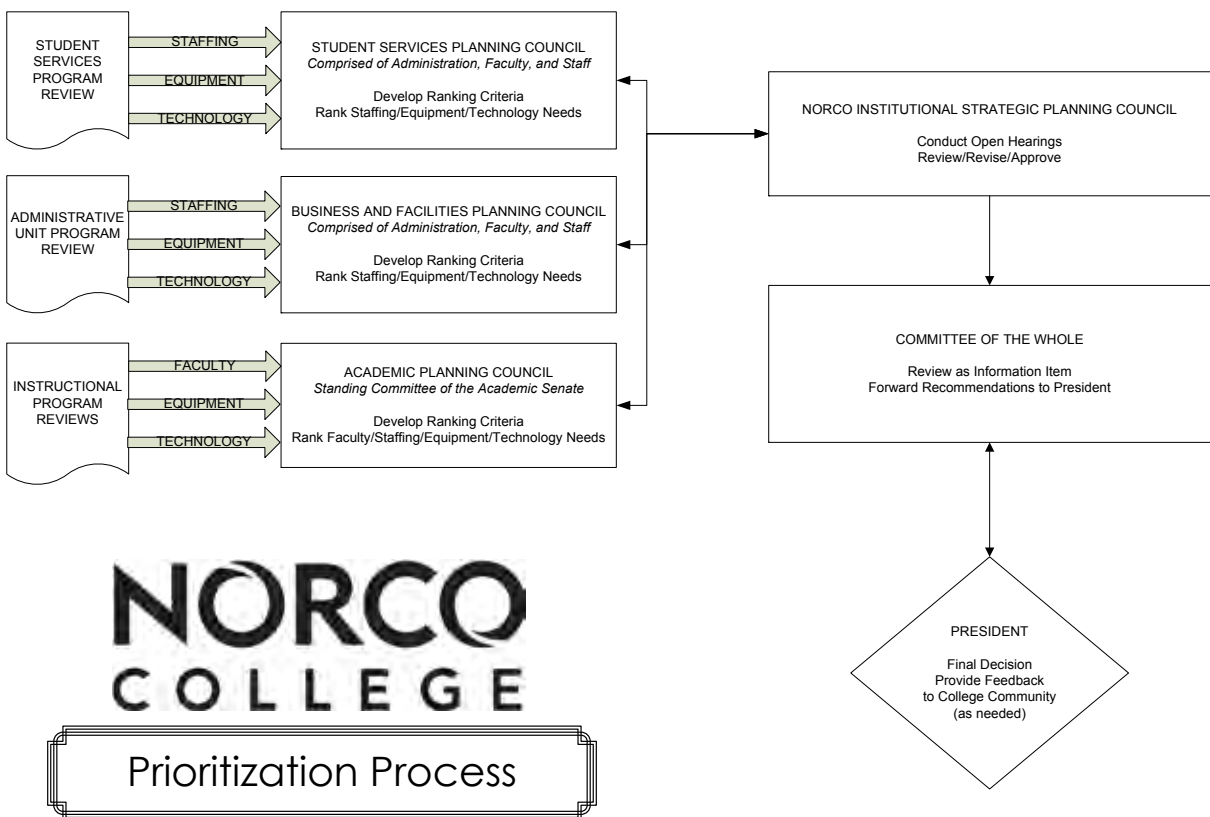 STUDENT
SERVICES
PROGRAM
REVIEW
STAFFING
EQUIPMENT
TECHNOLOGY
STUDENT SERVICES PLANNING COUNCIL
Comprised of Administration, Faculty, and Staff
Develop Ranking Criteria
Rank Staffing/Equipment/Technology Needs
ADMINISTRATIVE
UNIT PROGRAM
REVIEW
STAFFING
EQUIPMENT
TECHNOLOGY
BUSINESS AND FACILITIES PLANNING COUNCIL
Comprised of Administration, Faculty, and Staff
Develop Ranking Criteria
Rank Staffing/Equipment/Technology Needs
INSTRUCTIONAL
PROGRAM
REVIEWS
FACULTY
EQUIPMENT
TECHNOLOGY
ACADEMIC PLANNING COUNCIL
Standing Committee of the Academic Senate
Develop Ranking Criteria
Rank Faculty/Staffing/Equipment/Technology Needs
NORCO INSTITUTIONAL STRATEGIC PLANNING COUNCIL
Conduct Open Hearings
Review/Revise/Approve
COMMITTEE OF THE WHOLE
Review as Information Item
Forward Recommendations to President
PRESIDENT
Final Decision
Provide Feedback
to College Community
(as needed)
NORCO
COLLEGE
Prioritization Process